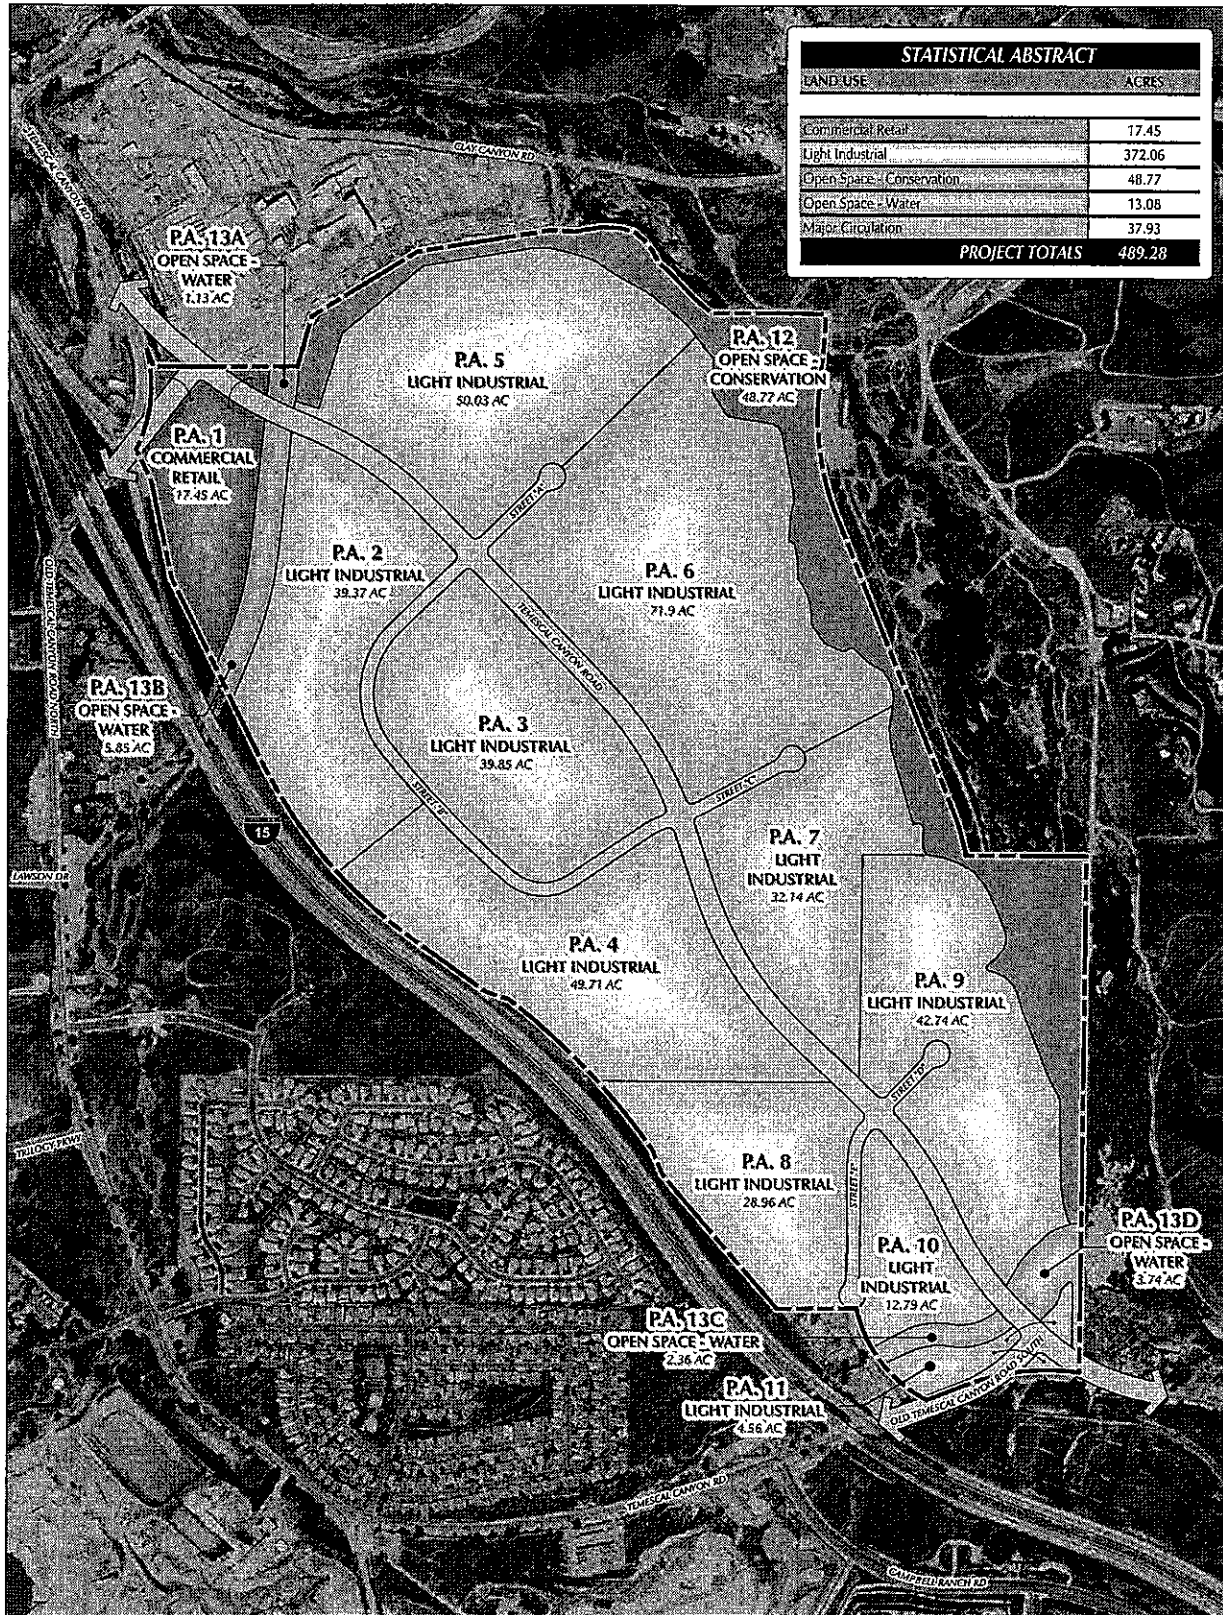 STATISTICAL ABSTRACT
LAND USE ACRES
Commercial Retail 17.45
Light Industrial 372.06
Open Space - Conservation 48.77
Open Space - Water 13.08
Major Circulation 37.93
PROJECT TOTALS 489.28
CLAY CANYON RD
TEMESCAL CANYON RD
P.A. 13A
OPEN SPACE -
WATER
1.13 AC
P.A. 12
OPEN SPACE -
CONSERVATION
48.77 AC
P.A. 5
LIGHT INDUSTRIAL
50.03 AC
P.A. 1
COMMERCIAL
RETAIL
17.45 AC
STREET "A"
P.A. 2
LIGHT INDUSTRIAL
39.37 AC
P.A. 6
LIGHT INDUSTRIAL
71.9 AC
TEMESCAL CANYON ROAD
OLD TEMESCAL CANYON ROAD NORTH
P.A. 13B
OPEN SPACE -
WATER
5.85 AC
P.A. 3
LIGHT INDUSTRIAL
39.85 AC
STREET "B"
STREET "C"
15
P.A. 7
LIGHT
INDUSTRIAL
32.14 AC
LAWSON DR
P.A. 4
LIGHT INDUSTRIAL
49.71 AC
P.A. 9
LIGHT INDUSTRIAL
42.74 AC
STREET "D"
TRILOGY PKWY
P.A. 8
LIGHT INDUSTRIAL
28.96 AC
P.A. 10
LIGHT
INDUSTRIAL
12.79 AC
P.A. 13D
OPEN SPACE -
WATER
3.74 AC
P.A. 13C
OPEN SPACE - WATER
2.36 AC
P.A. 11
LIGHT INDUSTRIAL
4.56 AC
OLD TEMESCAL CANYON ROAD SOUTH
TEMESCAL CANYON RD
CAMPBELL RANCH RD